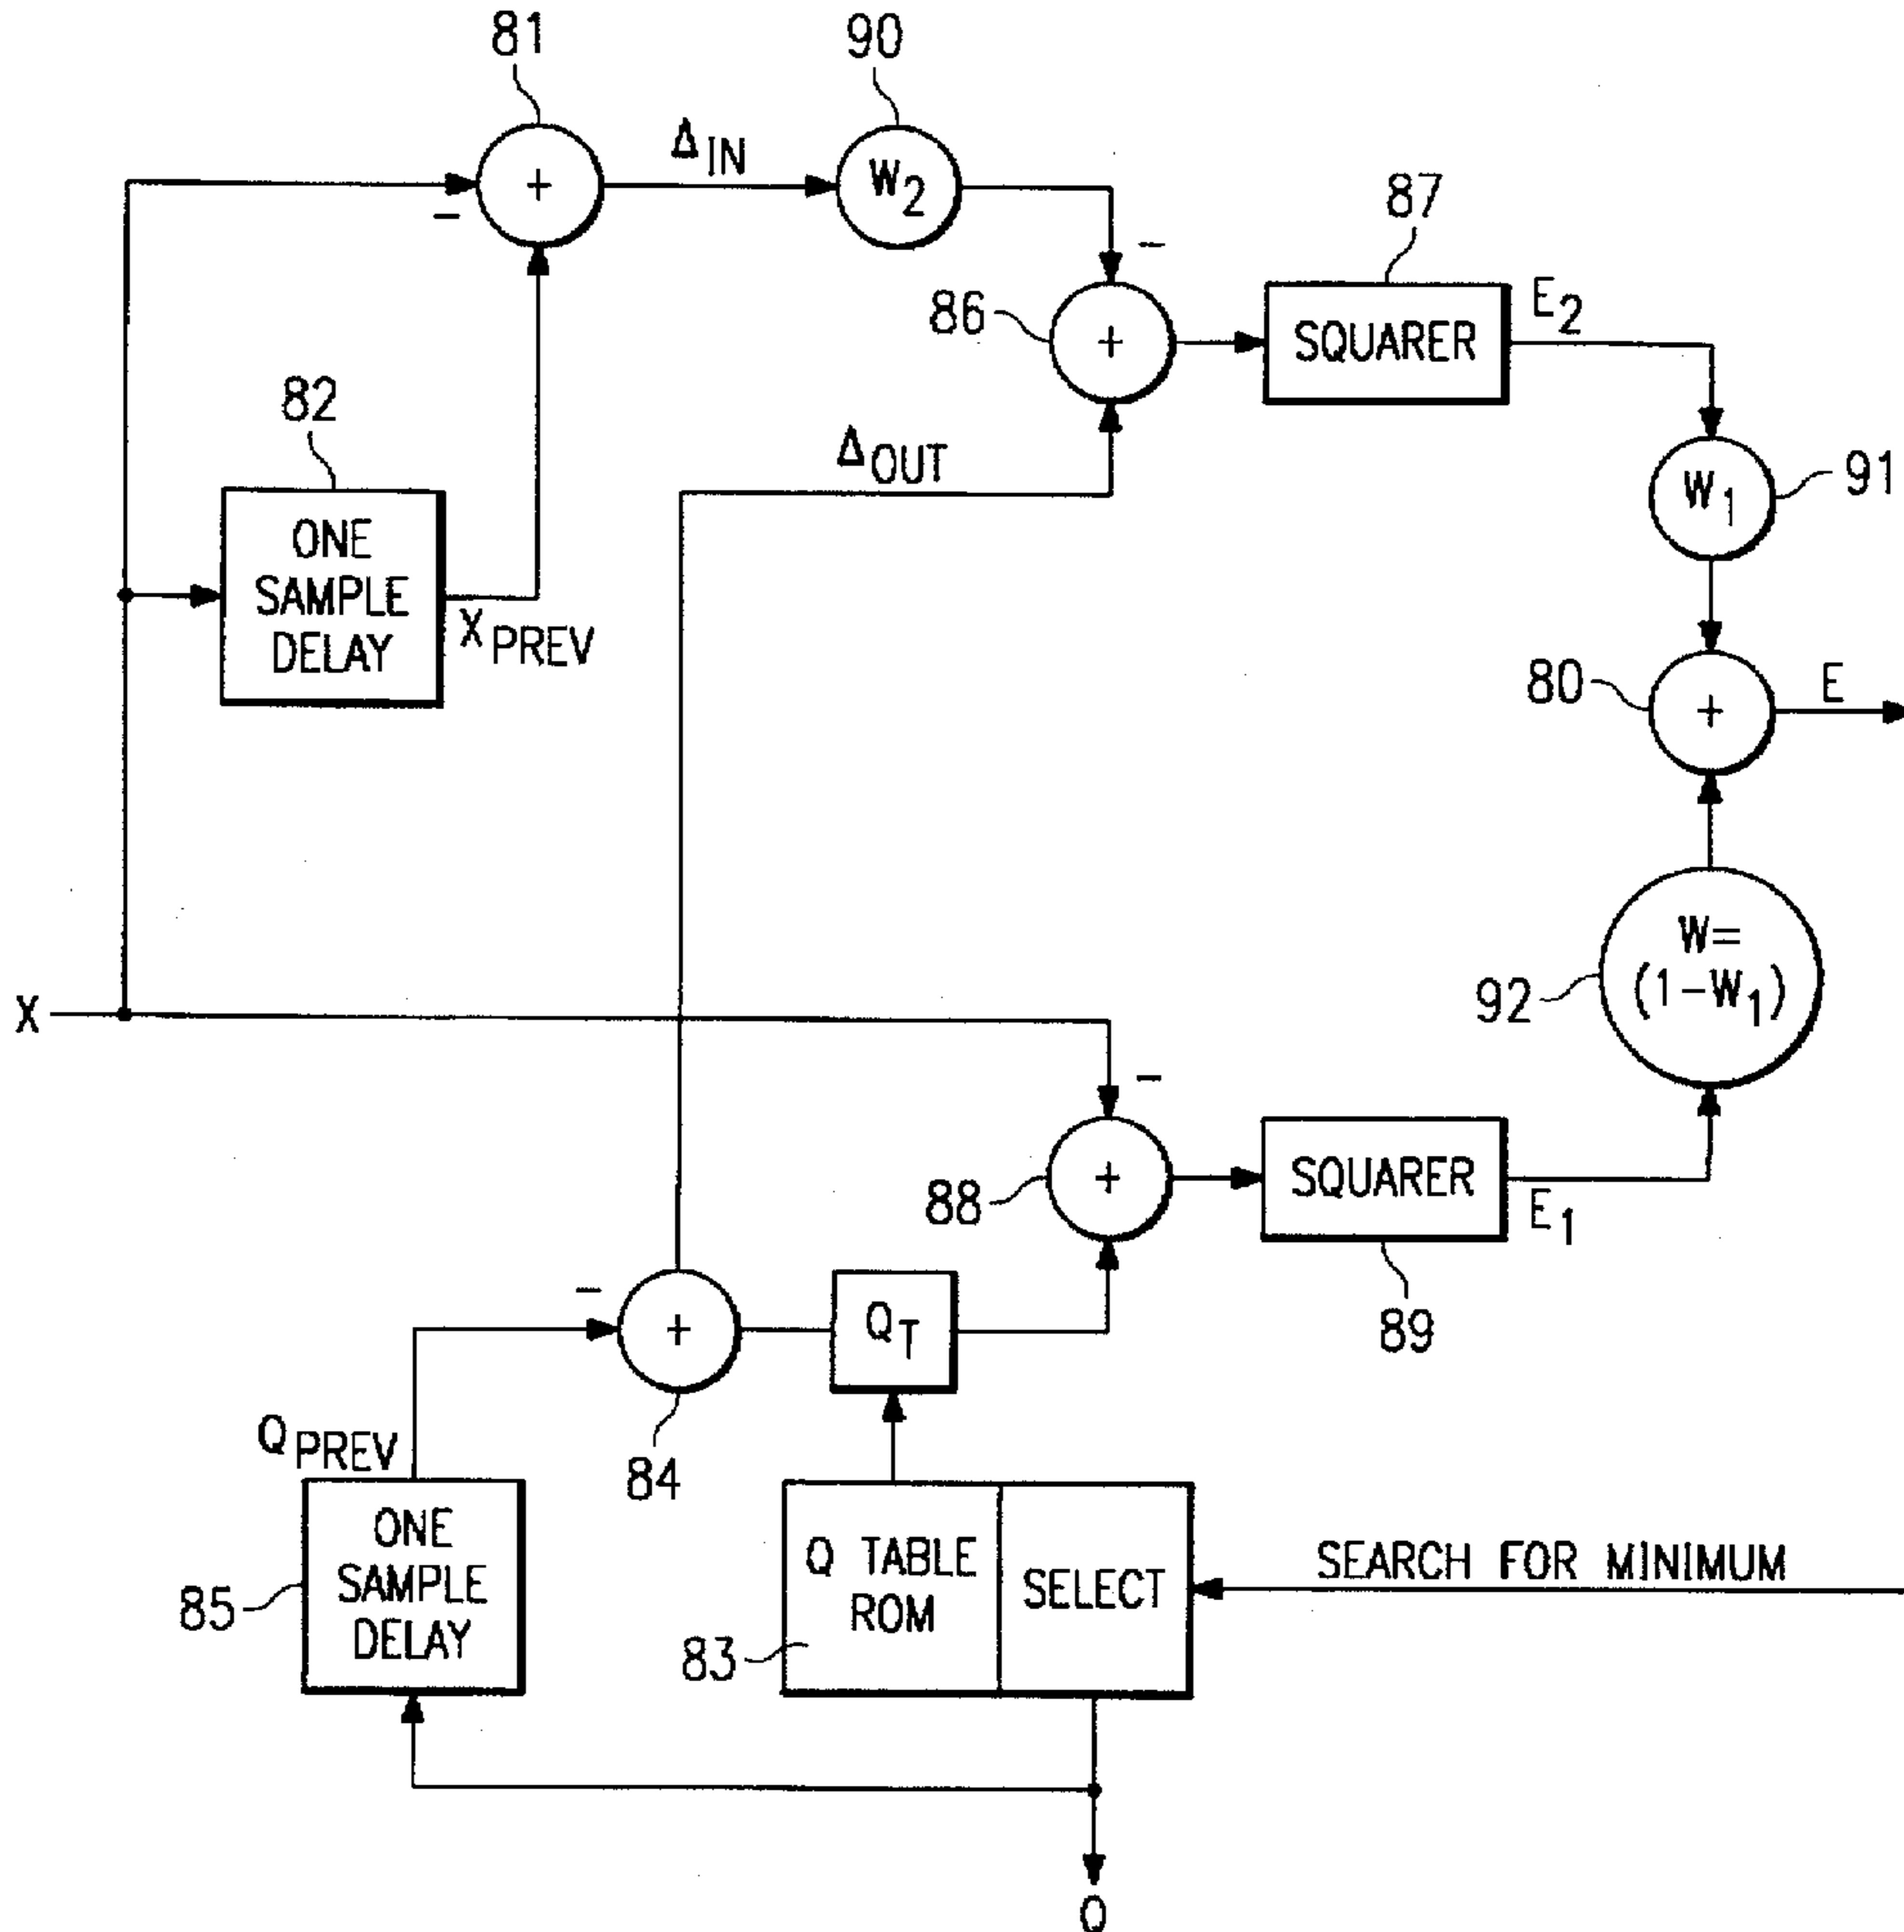 81
90
Δ IN
+
W2
-
-
87
86
+
SQUARER
E2
82
Δ OUT
ONE
SAMPLE
DELAY
X PREV
W1
91
80
+
E
X
W=
(1-W1)
92
-
88
+
SQUARER
E1
-
+
QT
89
Q PREV
84
ONE
SAMPLE
DELAY
85
Q TABLE
ROM
83
SELECT
SEARCH FOR MINIMUM
Q